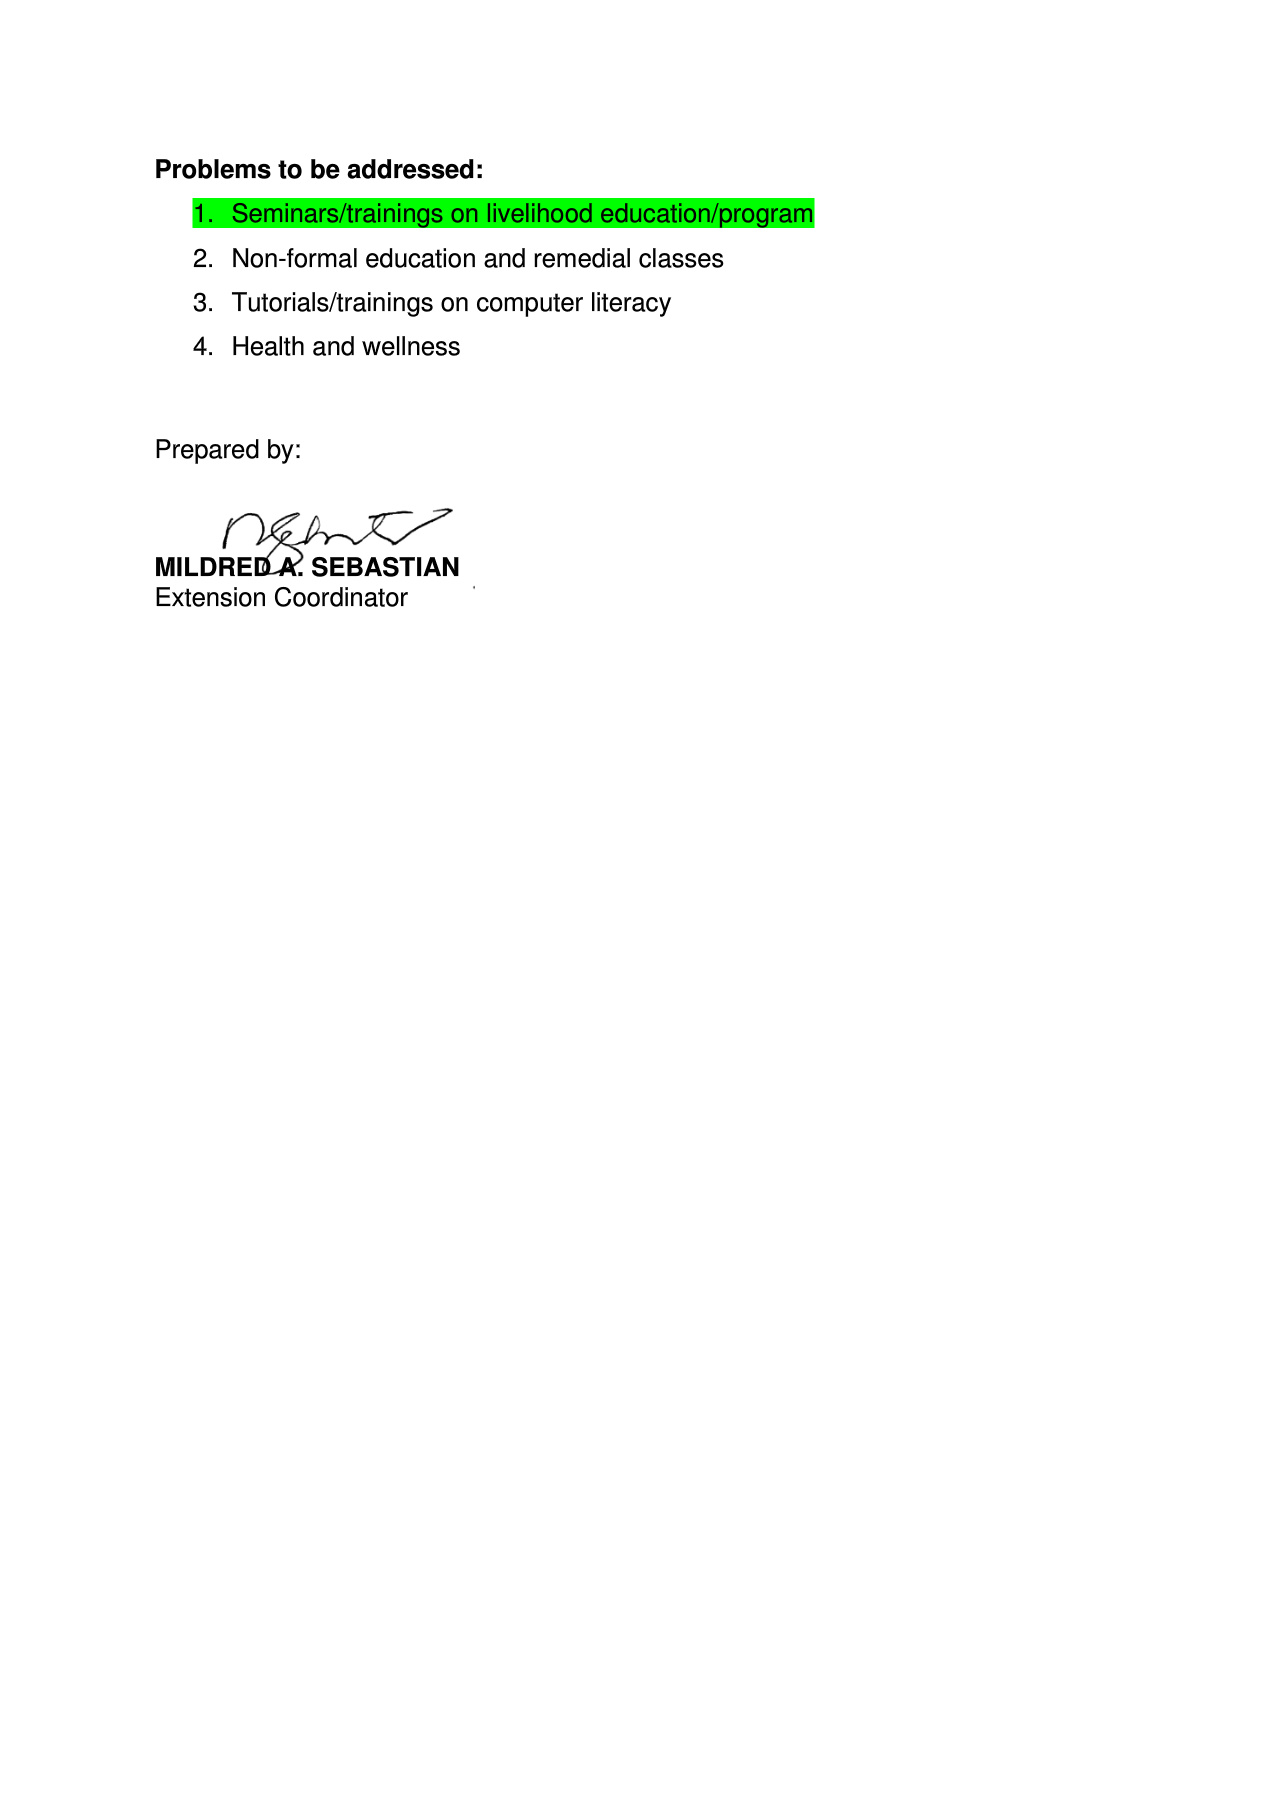 Problems to be addressed:
1. Seminars/trainings on livelihood education/program
2. Non-formal education and remedial classes
3. Tutorials/trainings on computer literacy
4. Health and wellness
Prepared by:
MILDRED A. SEBASTIAN
Extension Coordinator